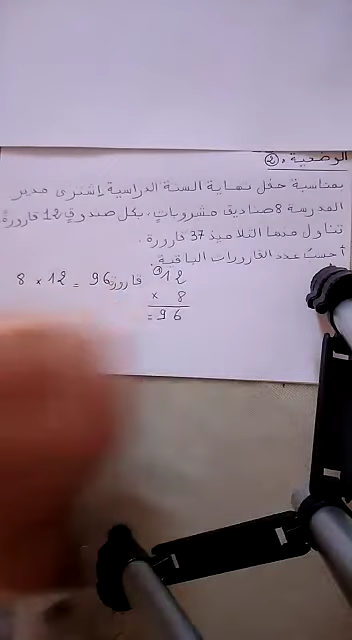 الوضعية 2:
بمناسبة حفل نهاية السنة الدراسية إشترى مدير
المدرسة 8 صناديق مشروبات، بكل صندوق 12 قارورة
تناول منها التلاميذ 37 قارورة.
أحسب عدد القارورات الباقية.
8 × 12 = 96 قارورة
1
12
× 8
= 96